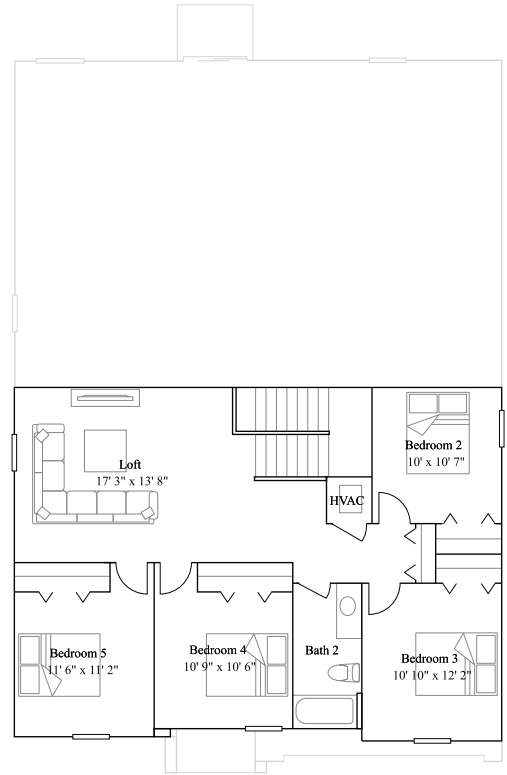 Bedroom 2
10' x 10' 7"
Loft
17' 3" x 13' 8"
HVAC
Bedroom 5
11' 6" x 11' 2"
Bedroom 4
10' 9" x 10' 6"
Bath 2
Bedroom 3
10' 10" x 12' 2"